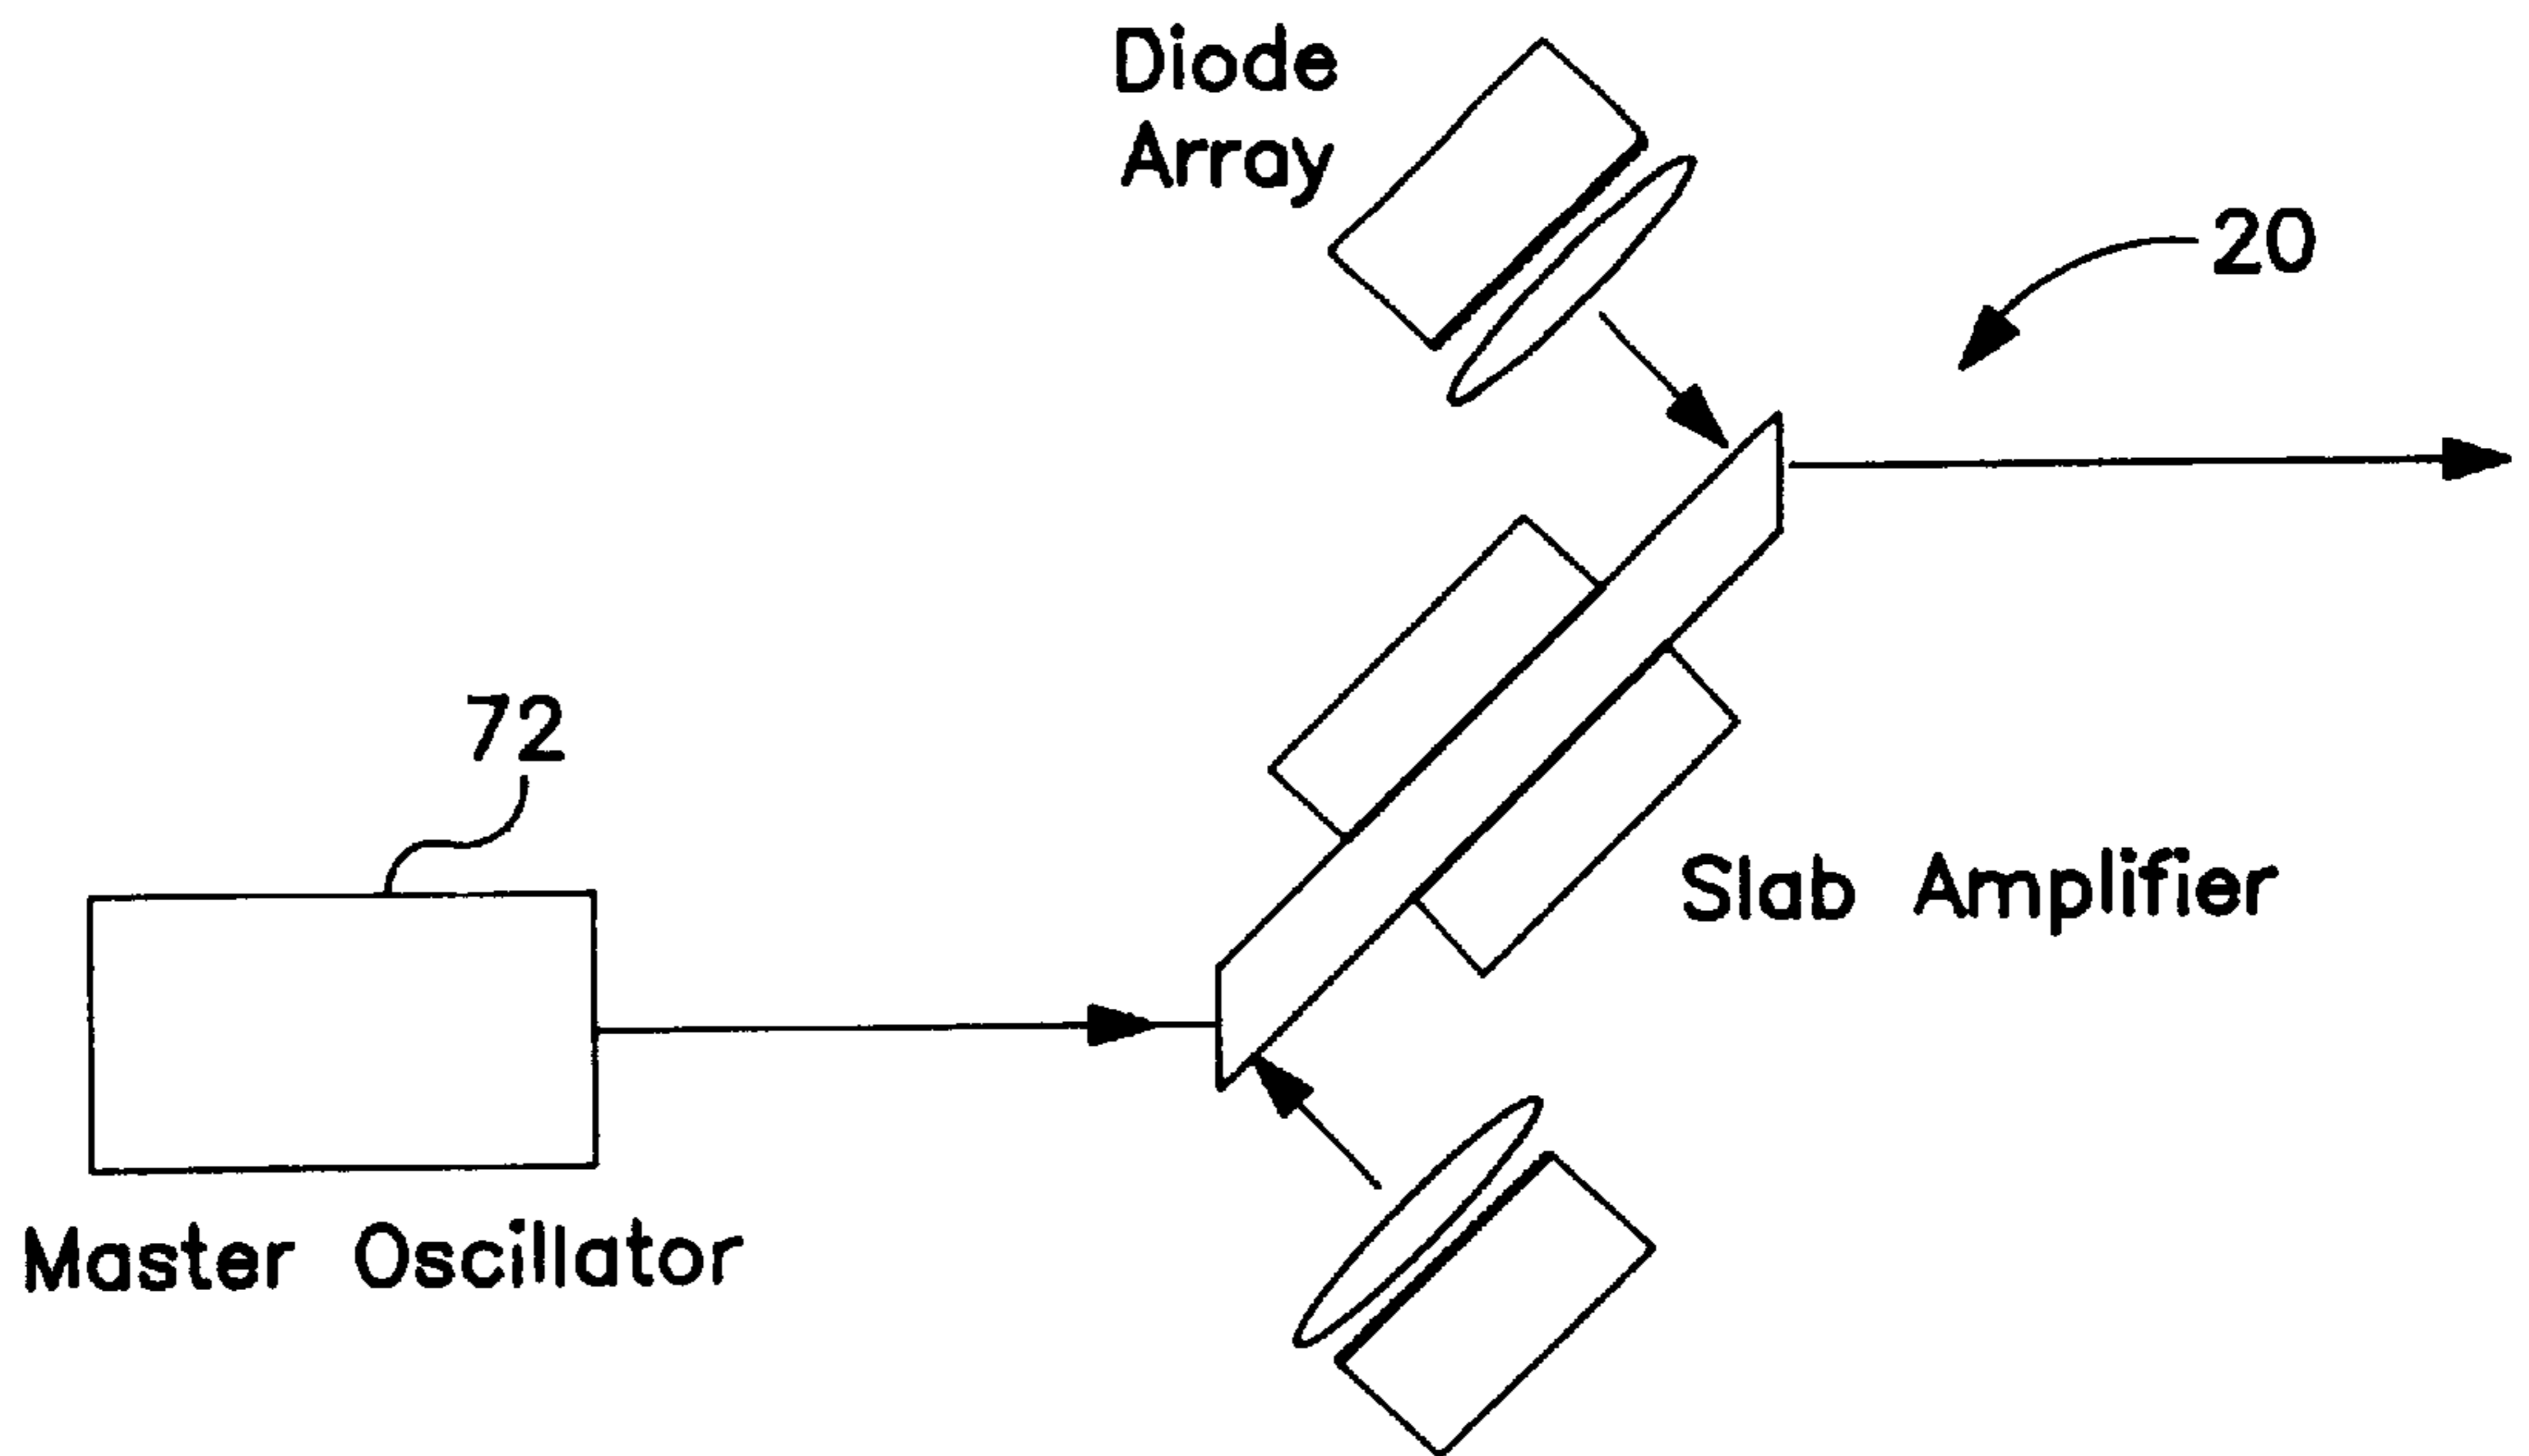 Diode
Array
20
72
Slab Amplifier
Master Oscillator